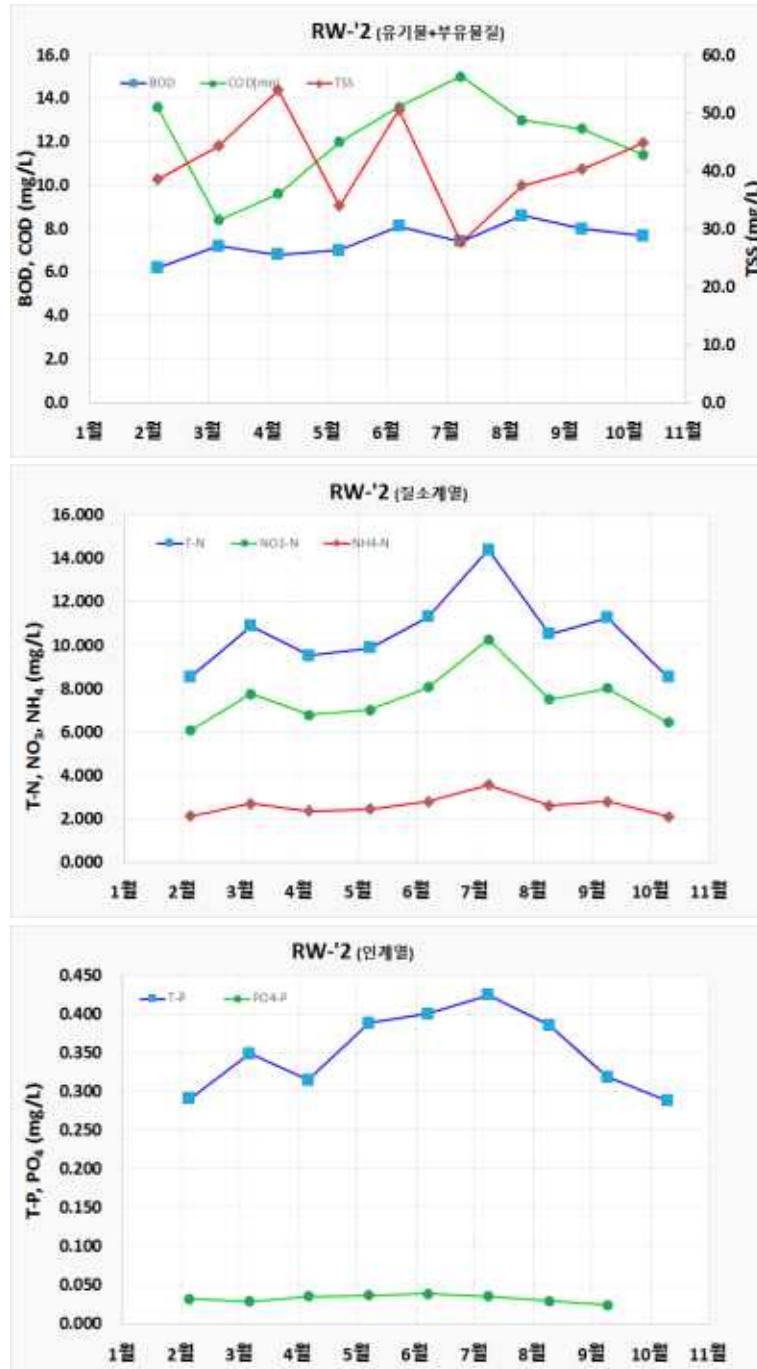 RW-'2 (유기물+부유물질)
16.0
14.0
12.0
10.0
8.0
6.0
4.0
2.0
0.0
BOD, COD (mg/L)
BOD COD(mn) TSS
60.0
50.0
40.0
30.0
20.0
10.0
0.0
TSS (mg/L)
1월 2월 3월 4월 5월 6월 7월 8월 9월 10월 11월
RW-'2 (질소계열)
16.000
14.000
12.000
10.000
8.000
6.000
4.000
2.000
0.000
T-N, NO₃, NH₄ (mg/L)
T-N NO3-N NH4-N
1월 2월 3월 4월 5월 6월 7월 8월 9월 10월 11월
RW-'2 (인계열)
0.450
0.400
0.350
0.300
0.250
0.200
0.150
0.100
0.050
0.000
T-P, PO₄ (mg/L)
T-P PO4-P
1월 2월 3월 4월 5월 6월 7월 8월 9월 10월 11월